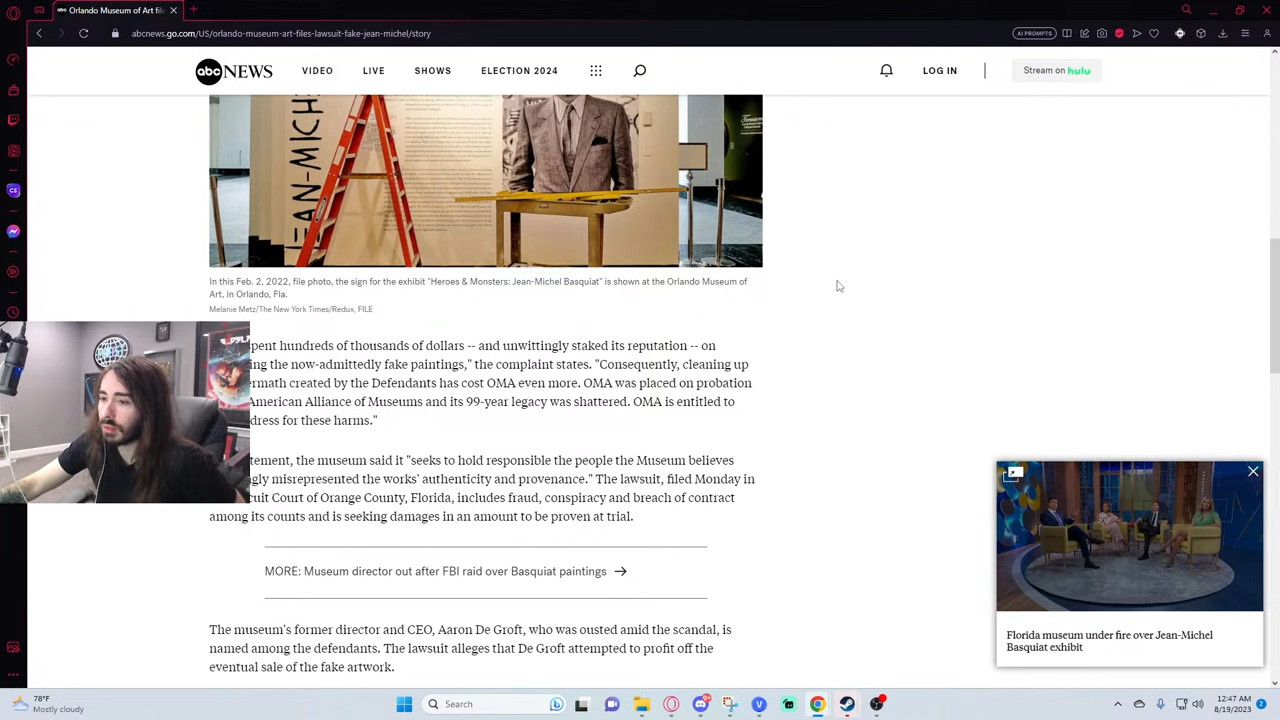 Orlando Museum of Art fi
abcnews.go.com/US/orlando-museum-art-files-lawsuit-fake-jean-michel/story
AI PROMPTS
abc NEWS VIDEO LIVE SHOWS ELECTION 2024 LOG IN Stream on hulu
EAN-MICH
In this Feb. 2, 2022, file photo, the sign for the exhibit "Heroes & Monsters: Jean-Michel Basquiat" is shown at the Orlando Museum of
Art, in Orlando, Fla.
Melanie Metz/The New York Times/Redux, FILE
pent hundreds of thousands of dollars -- and unwittingly staked its reputation -- on
ing the now-admittedly fake paintings," the complaint states. "Consequently, cleaning up
ermath created by the Defendants has cost OMA even more. OMA was placed on probation
American Alliance of Museums and its 99-year legacy was shattered. OMA is entitled to
dress for these harms."
tement, the museum said it "seeks to hold responsible the people the Museum believes
gly misrepresented the works' authenticity and provenance." The lawsuit, filed Monday in
cuit Court of Orange County, Florida, includes fraud, conspiracy and breach of contract
among its counts and is seeking damages in an amount to be proven at trial.
MORE: Museum director out after FBI raid over Basquiat paintings
The museum's former director and CEO, Aaron De Groft, who was ousted amid the scandal, is
named among the defendants. The lawsuit alleges that De Groft attempted to profit off the
eventual sale of the fake artwork.
Florida museum under fire over Jean-Michel
Basquiat exhibit
78°F
Mostly cloudy
Search
12:47 AM
8/19/2023